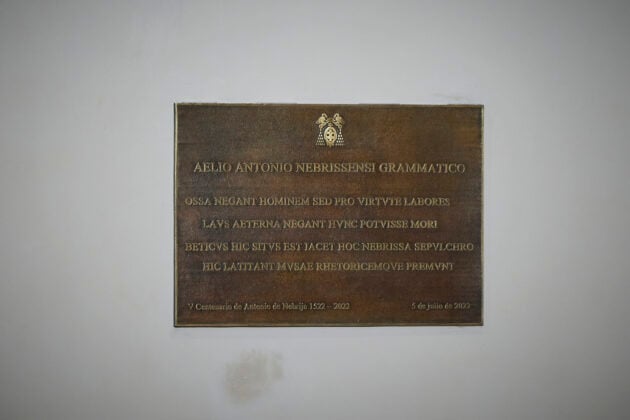 AELIO ANTONIO NEBRISSENSI GRAMMATICO
OSSA NEGANT HOMINEM SED PRO VIRTVTE LABORES
LAVS AETERNA NEGANT HVNC POTVISSE MORI
BETICVS HIC SITVS EST IACET HOC NEBRISSA SEPVLCHRO
HIC LATITANT MVSAE RHETORICEMQVE PREMVNT
V Centenario de Antonio de Nebrija 1522 – 2022
5 de julio de 2022